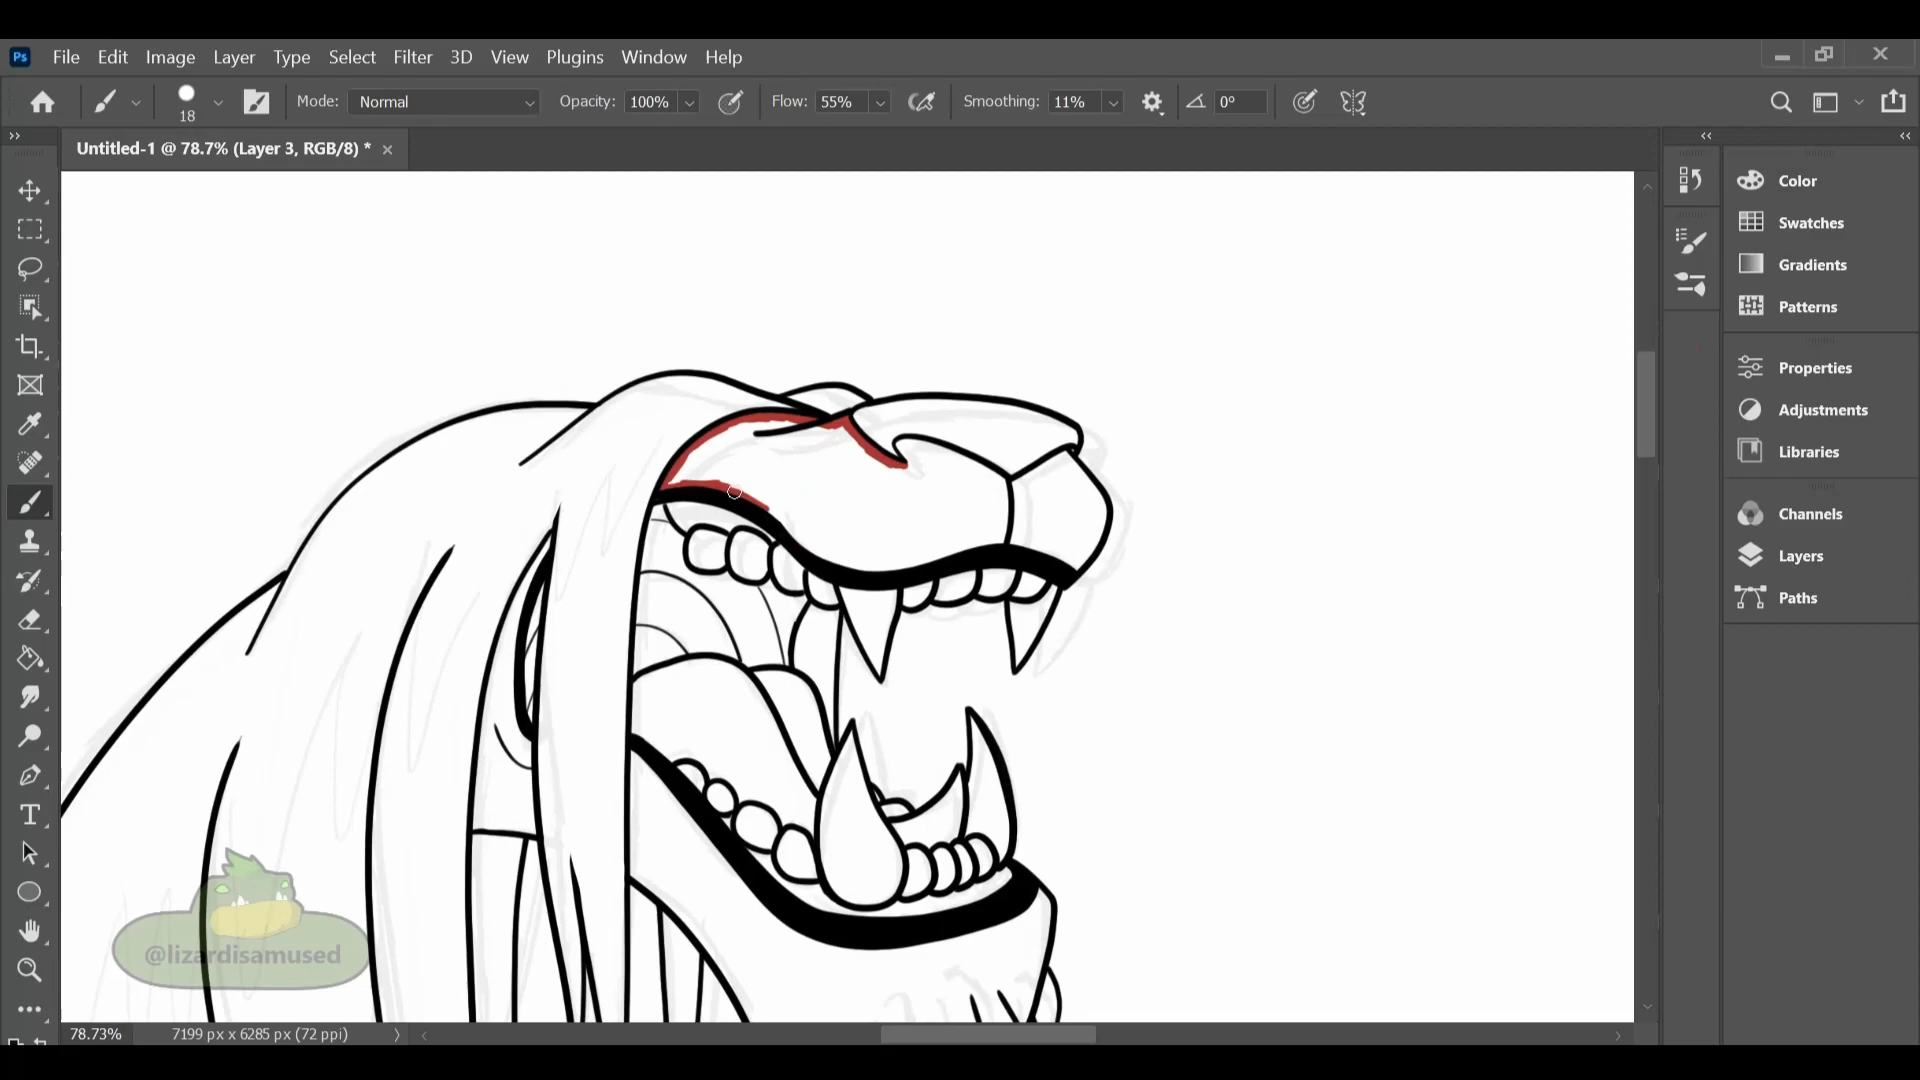 Ps File Edit Image Layer Type Select Filter 3D View Plugins Window Help
18 Mode: Normal Opacity: 100% Flow: 55% Smoothing: 11% 0°
Untitled-1 @ 78.7% (Layer 3, RGB/8) *
Color
Swatches
Gradients
Patterns
Properties
Adjustments
Libraries
Channels
Layers
Paths
@lizardisamused
78.73% 7199 px x 6285 px (72 ppi)